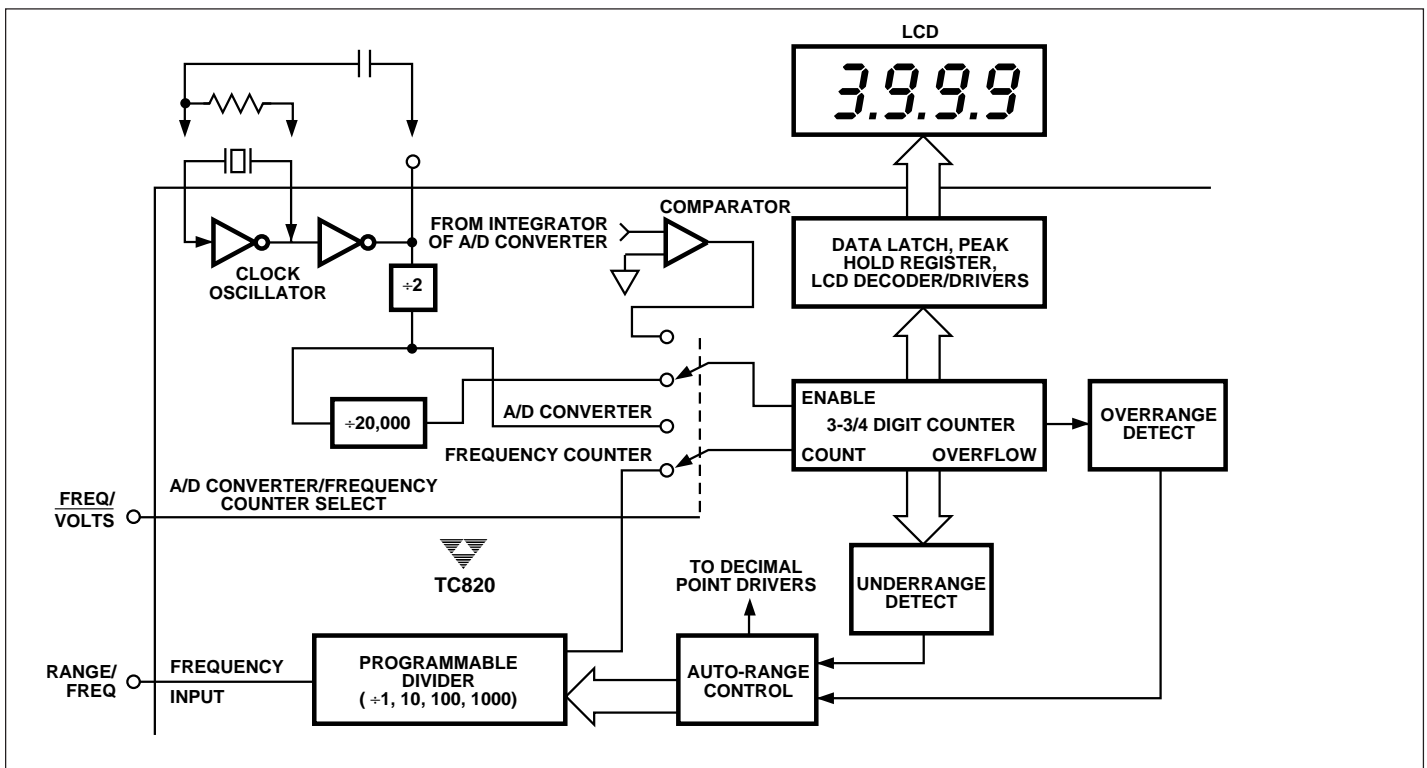 LCD
3.9.9.9
COMPARATOR
FROM INTEGRATOR
OF A/D CONVERTER
CLOCK
OSCILLATOR
÷2
DATA LATCH, PEAK
HOLD REGISTER,
LCD DECODER/DRIVERS
÷20,000
A/D CONVERTER
FREQUENCY COUNTER
ENABLE
3-3/4 DIGIT COUNTER
COUNT OVERFLOW
OVERRANGE
DETECT
FREQ/
VOLTS
A/D CONVERTER/FREQUENCY
COUNTER SELECT
TC820
TO DECIMAL
POINT DRIVERS
UNDERRANGE
DETECT
RANGE/
FREQ
FREQUENCY
INPUT
PROGRAMMABLE
DIVIDER
( ÷1, 10, 100, 1000)
AUTO-RANGE
CONTROL